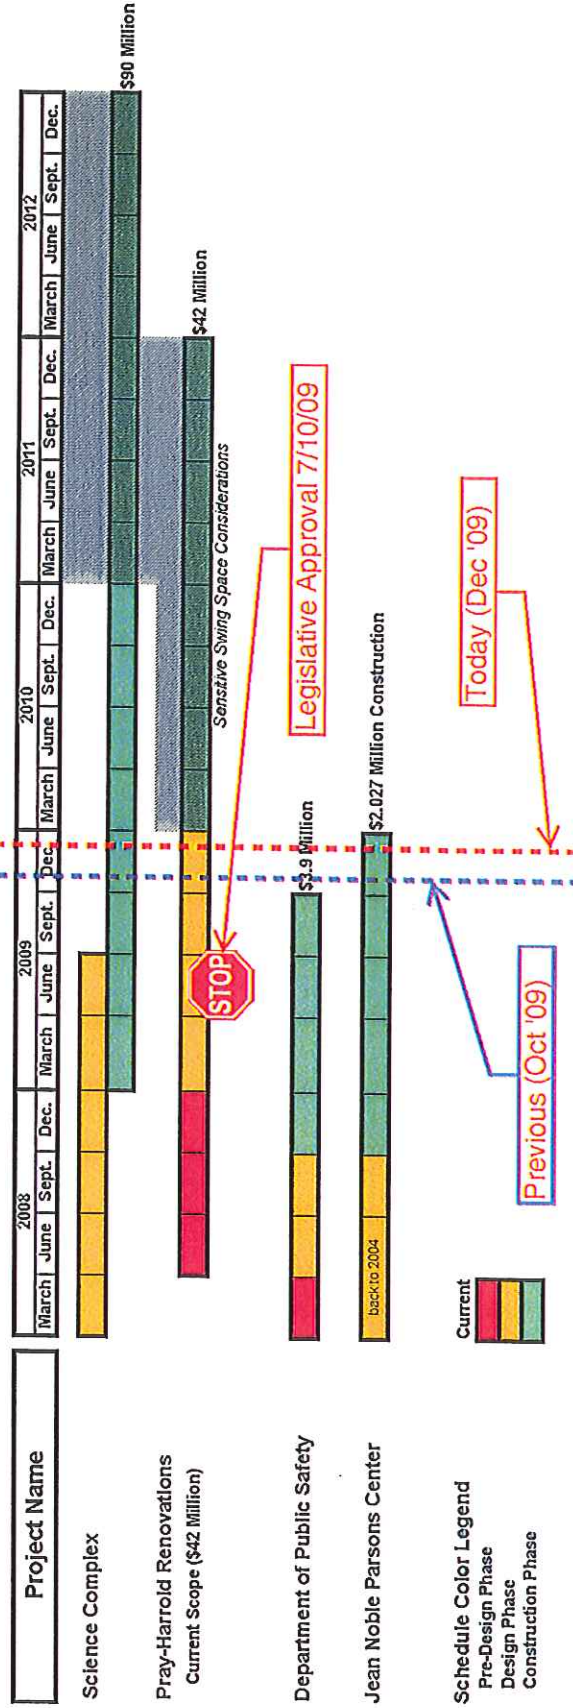 Project Name
2008 2009 2010 2011 2012
March June Sept. Dec. March June Sept. Dec. March June Sept. Dec. March June Sept. Dec. March June Sept. Dec.
Science Complex
$90 Million
Pray-Harrold Renovations
Current Scope ($42 Million)
$42 Million
STOP
Sensitive Swing Space Considerations
Legislative Approval 7/10/09
Department of Public Safety
$3.9 Million
Jean Noble Parsons Center
back to 2004
$2.027 Million Construction
Today (Dec '09)
Previous (Oct '09)
Schedule Color Legend
Current
Pre-Design Phase
Design Phase
Construction Phase